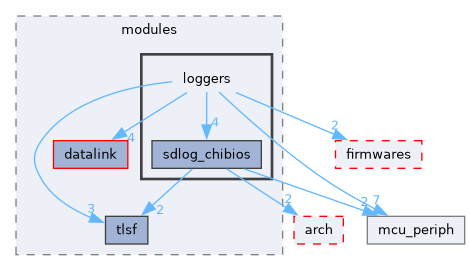 modules
loggers
4
4
2
datalink
sdlog_chibios
firmwares
3
2
2
2
7
tlsf
arch
mcu_periph